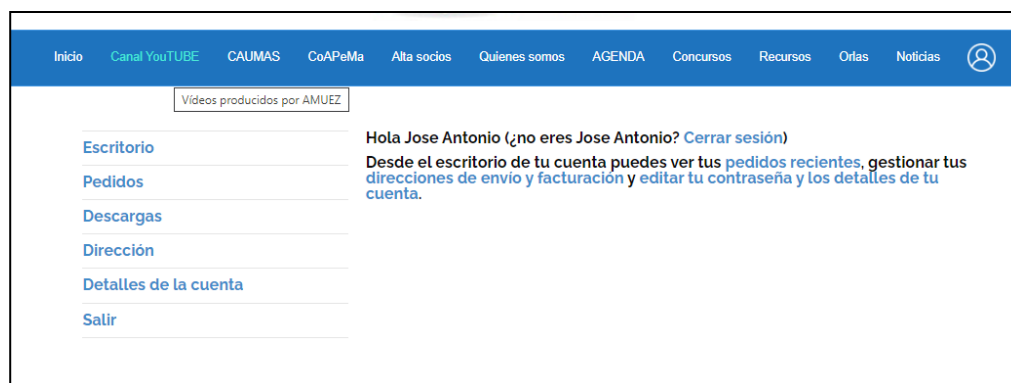 Inicio Canal YouTUBE CAUMAS CoAPeMa Alta socios Quienes somos AGENDA Concursos Recursos Orlas Noticias
Vídeos producidos por AMUEZ
Escritorio
Pedidos
Descargas
Dirección
Detalles de la cuenta
Salir
Hola Jose Antonio (¿no eres Jose Antonio? Cerrar sesión)
Desde el escritorio de tu cuenta puedes ver tus pedidos recientes, gestionar tus
direcciones de envío y facturación y editar tu contraseña y los detalles de tu
cuenta.